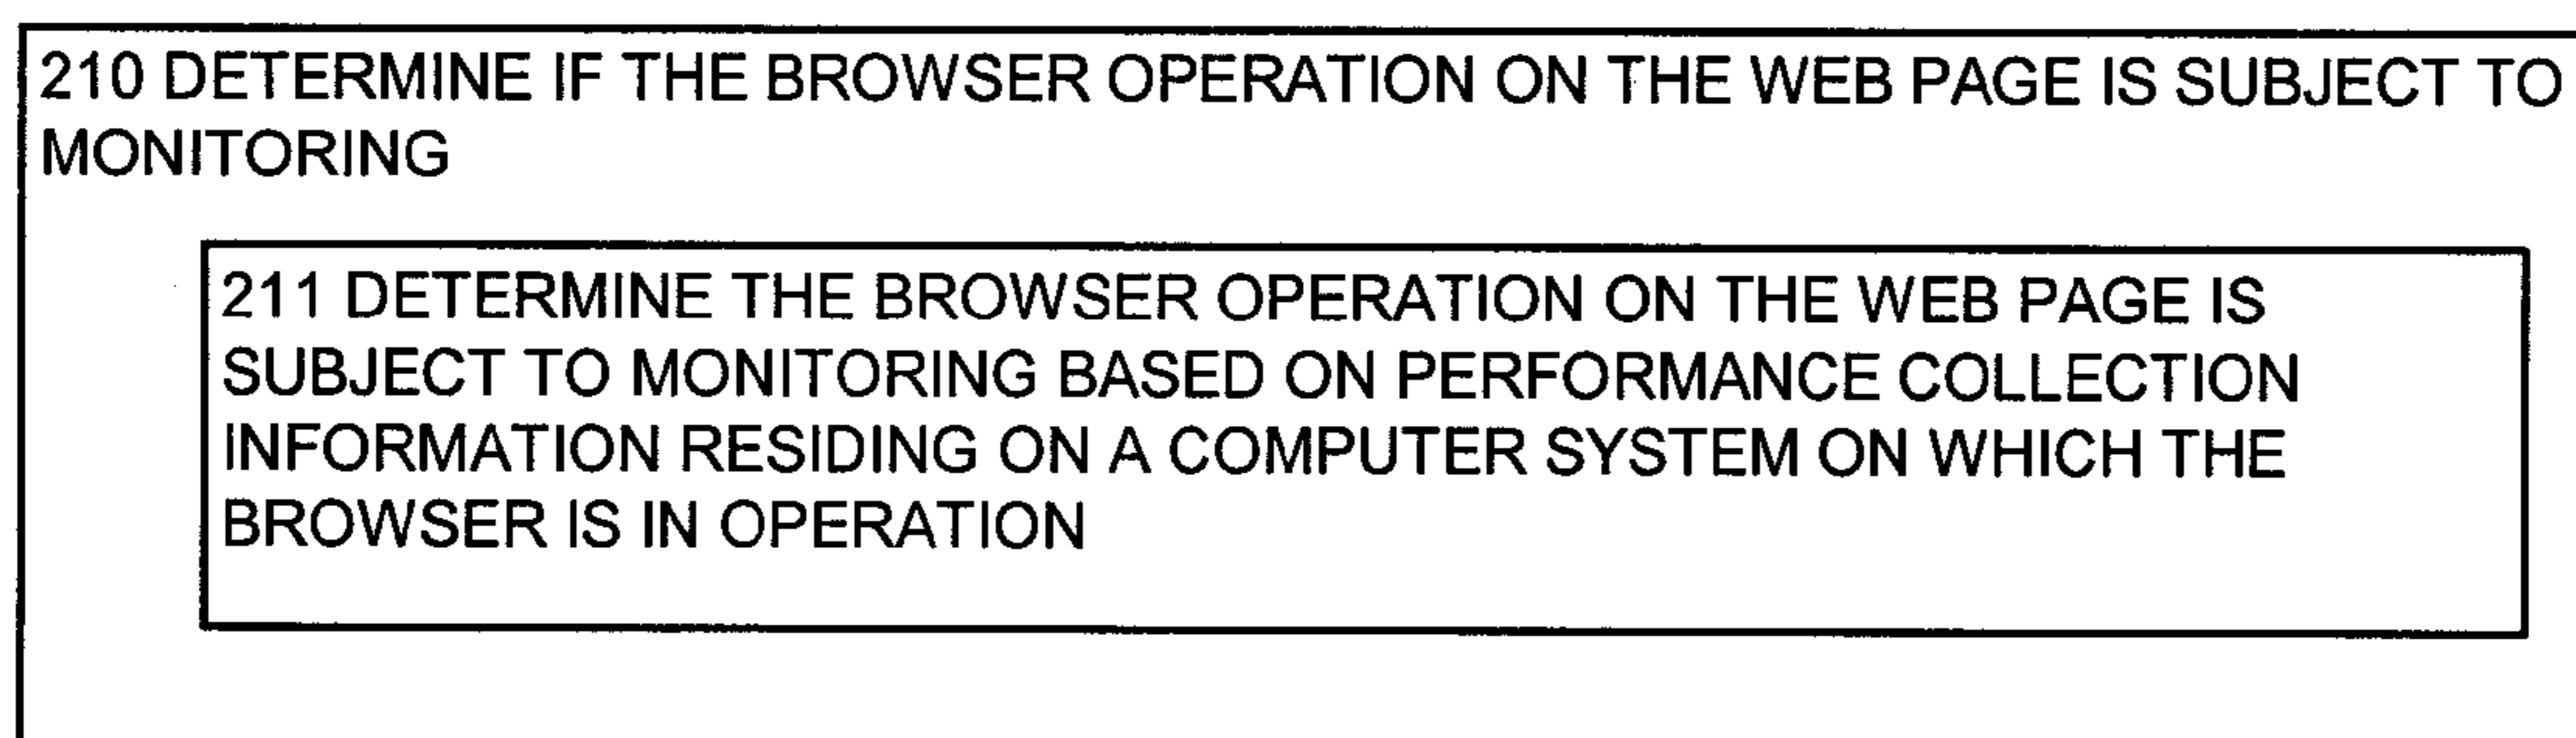 210 DETERMINE IF THE BROWSER OPERATION ON THE WEB PAGE IS SUBJECT TO
MONITORING
211 DETERMINE THE BROWSER OPERATION ON THE WEB PAGE IS
SUBJECT TO MONITORING BASED ON PERFORMANCE COLLECTION
INFORMATION RESIDING ON A COMPUTER SYSTEM ON WHICH THE
BROWSER IS IN OPERATION